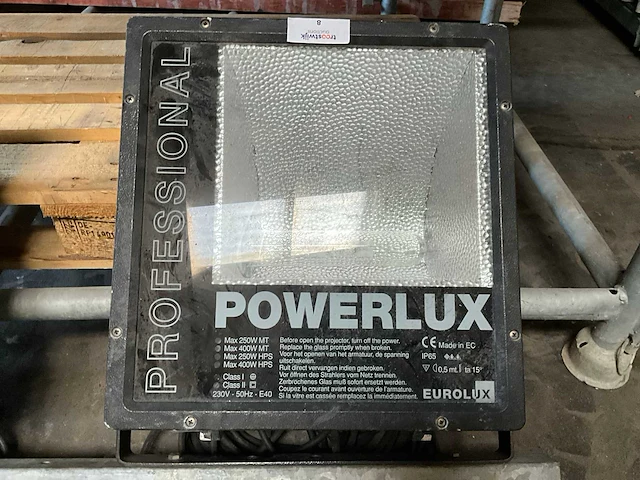 troostwijk
8
PROFESSIONAL
POWERLUX
Max 250W MT
Max 400W MT
Max 250W HPS
Max 400W HPS
Class I
Class II
230V - 50Hz - E40
Before open the projector, turn off the power.
Replace the glass promptly when broken.
Voor het openen van het armatuur, de spanning
uitschakelen.
Ruit direct vervangen indien gebroken.
Vor öffnen des Strahlers vom Netz trennen.
Zerbröchenes Glas muß sofort ersetzt werden.
Coupez le courant avant ouverture de l'armature.
Si la vitre est cassée remplacez la immédiatement.
CE Made in EC
IP65
0,5 m to 15°
EUROLUX